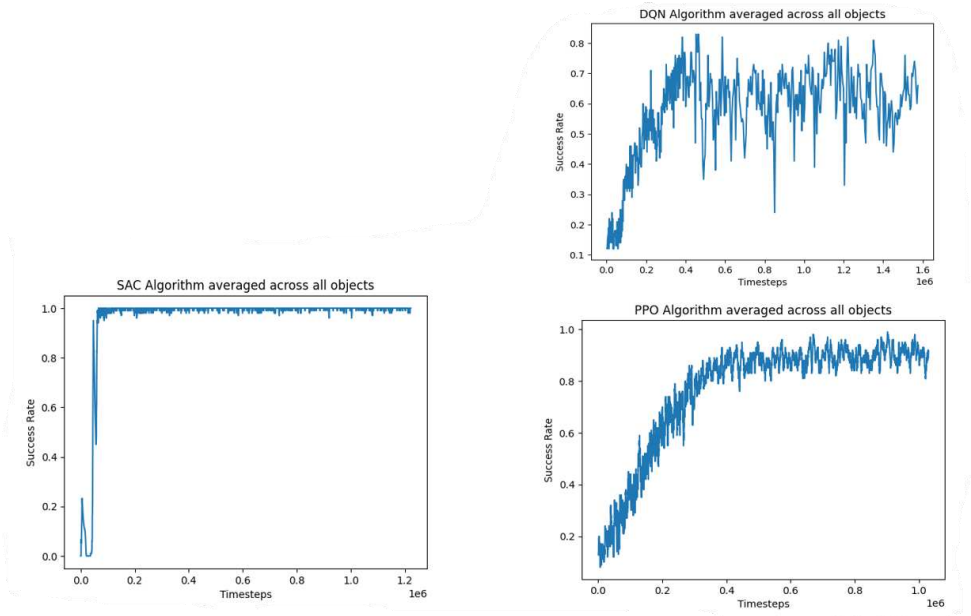 DQN Algorithm averaged across all objects
Success Rate
0.8
0.7
0.6
0.5
0.4
0.3
0.2
0.1
0.0 0.2 0.4 0.6 0.8 1.0 1.2 1.4 1.6
Timesteps 1e6
SAC Algorithm averaged across all objects
Success Rate
1.0
0.8
0.6
0.4
0.2
0.0
0.0 0.2 0.4 0.6 0.8 1.0 1.2
Timesteps 1e6
PPO Algorithm averaged across all objects
Success Rate
1.0
0.8
0.6
0.4
0.2
0.0 0.2 0.4 0.6 0.8 1.0
Timesteps 1e6